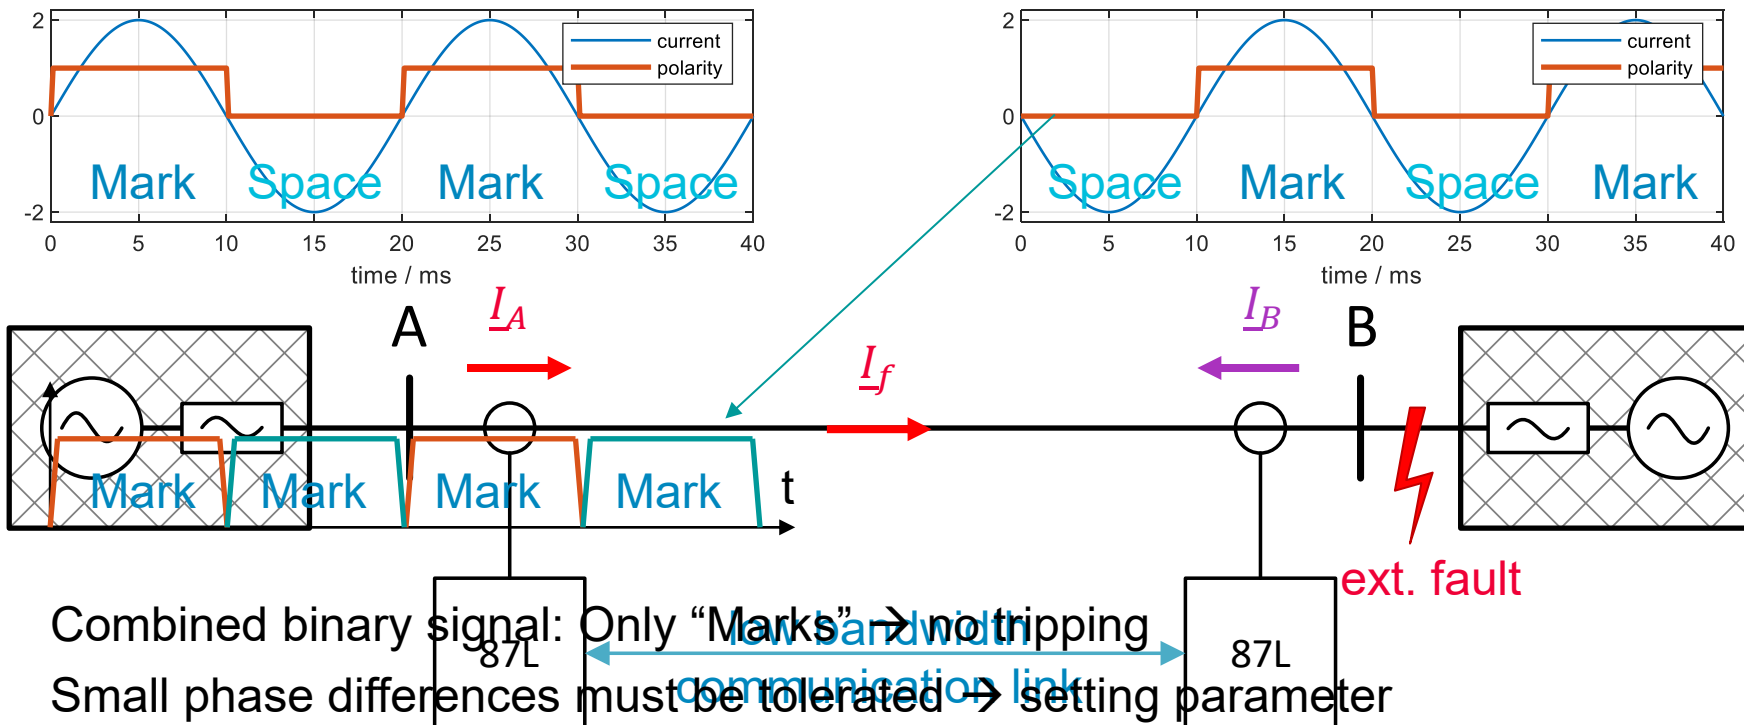 2
0
-2
current
polarity
Mark Space Mark Space
0 5 10 15 20 25 30 35 40
time / ms
2
0
-2
current
polarity
Space Mark Space Mark
0 5 10 15 20 25 30 35 40
time / ms
A
I_A
I_f
I_B
B
Mark Mark Mark Mark
t
ext. fault
Combined binary signal: Only “Marks” → no tripping
87L
low bandwidth
communication link
87L
Small phase differences must be tolerated → setting parameter